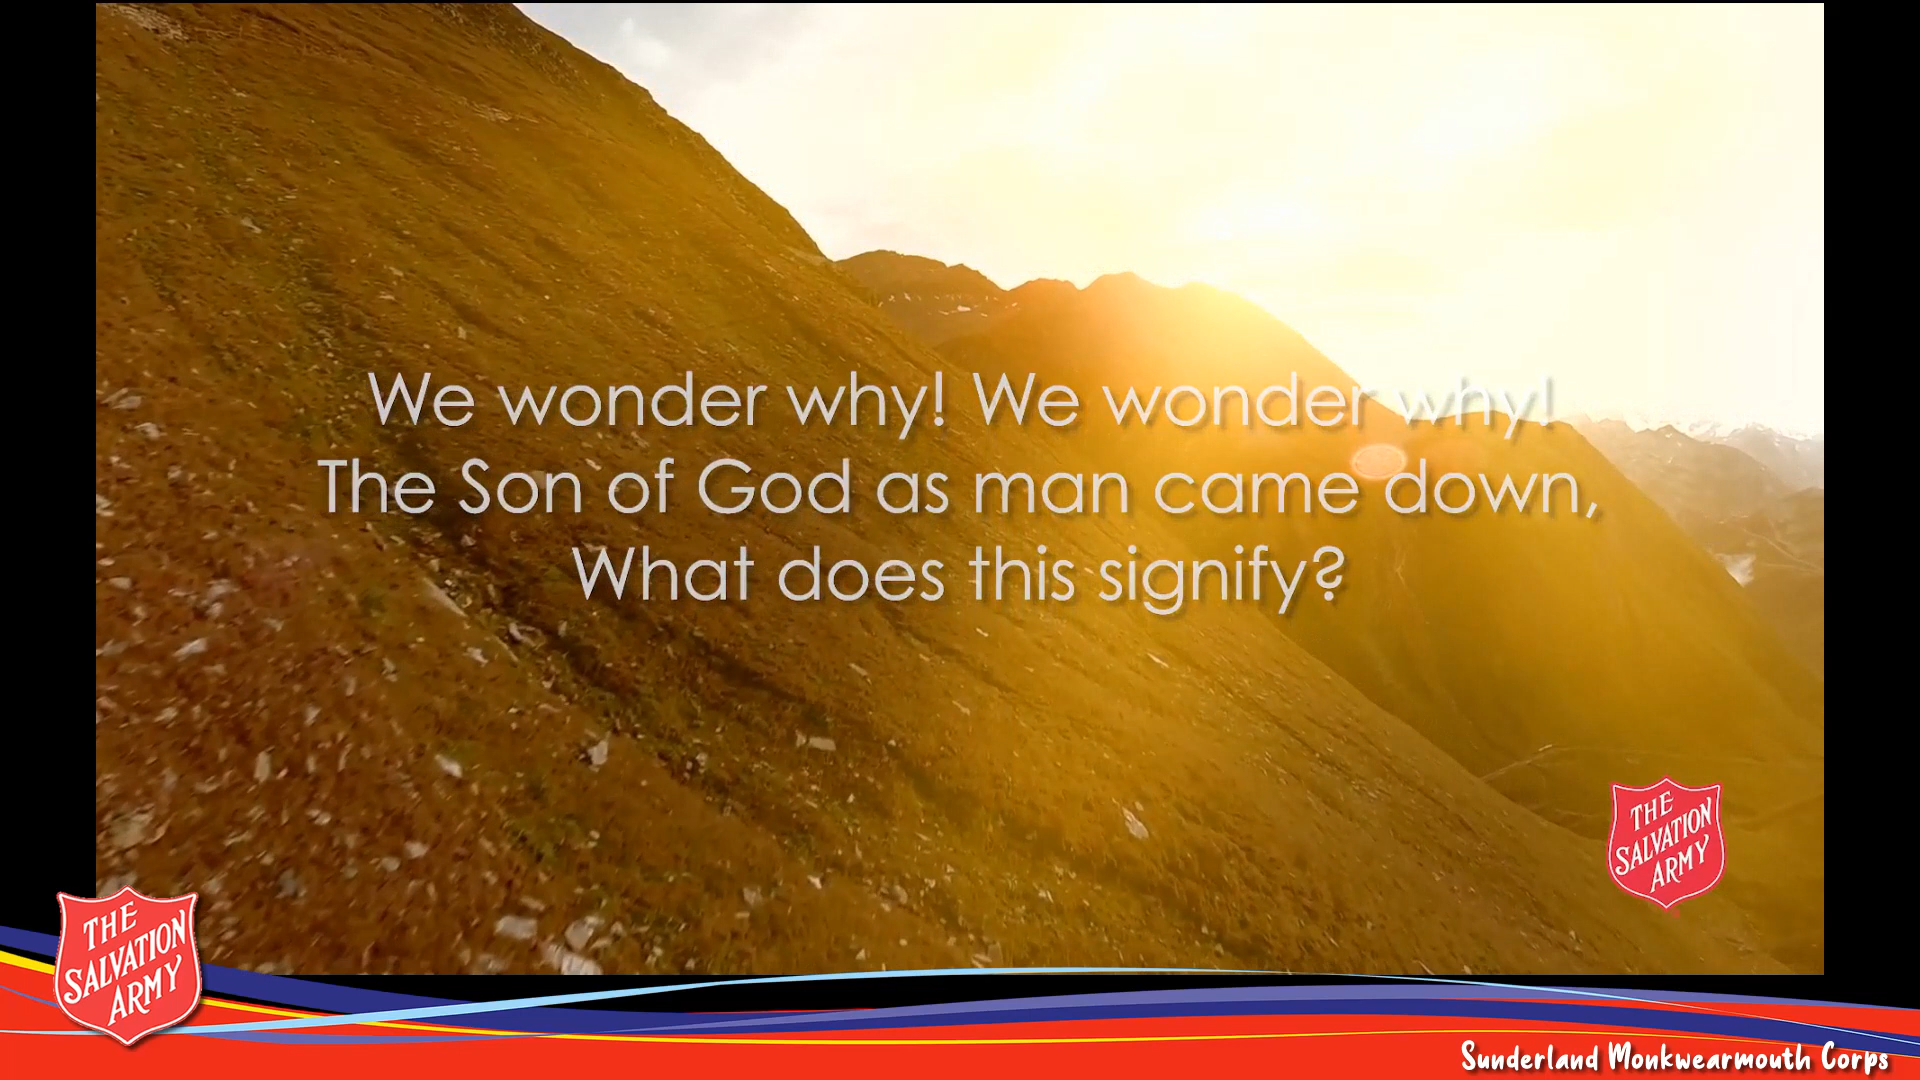 We wonder why! We wonder why!
The Son of God as man came down,
What does this signify?
THE
SALVATION
ARMY
THE
SALVATION
ARMY
Sunderland Monkwearmouth Corps